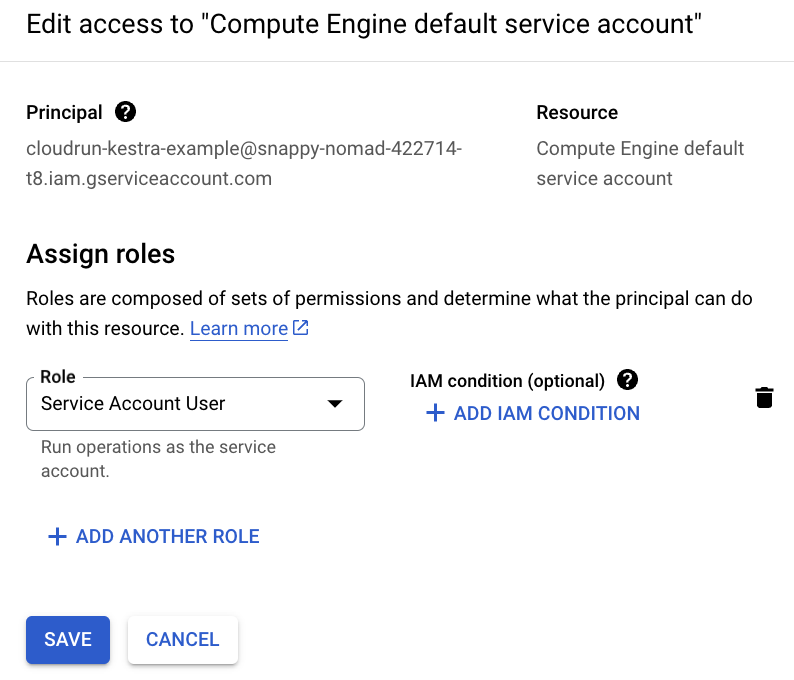 Edit access to "Compute Engine default service account"
Principal
Resource
cloudrun-kestra-example@snappy-nomad-422714-
t8.iam.gserviceaccount.com
Compute Engine default
service account
Assign roles
Roles are composed of sets of permissions and determine what the principal can do
with this resource. Learn more
Role
Service Account User
Run operations as the service
account.
IAM condition (optional)
ADD IAM CONDITION
ADD ANOTHER ROLE
SAVE
CANCEL